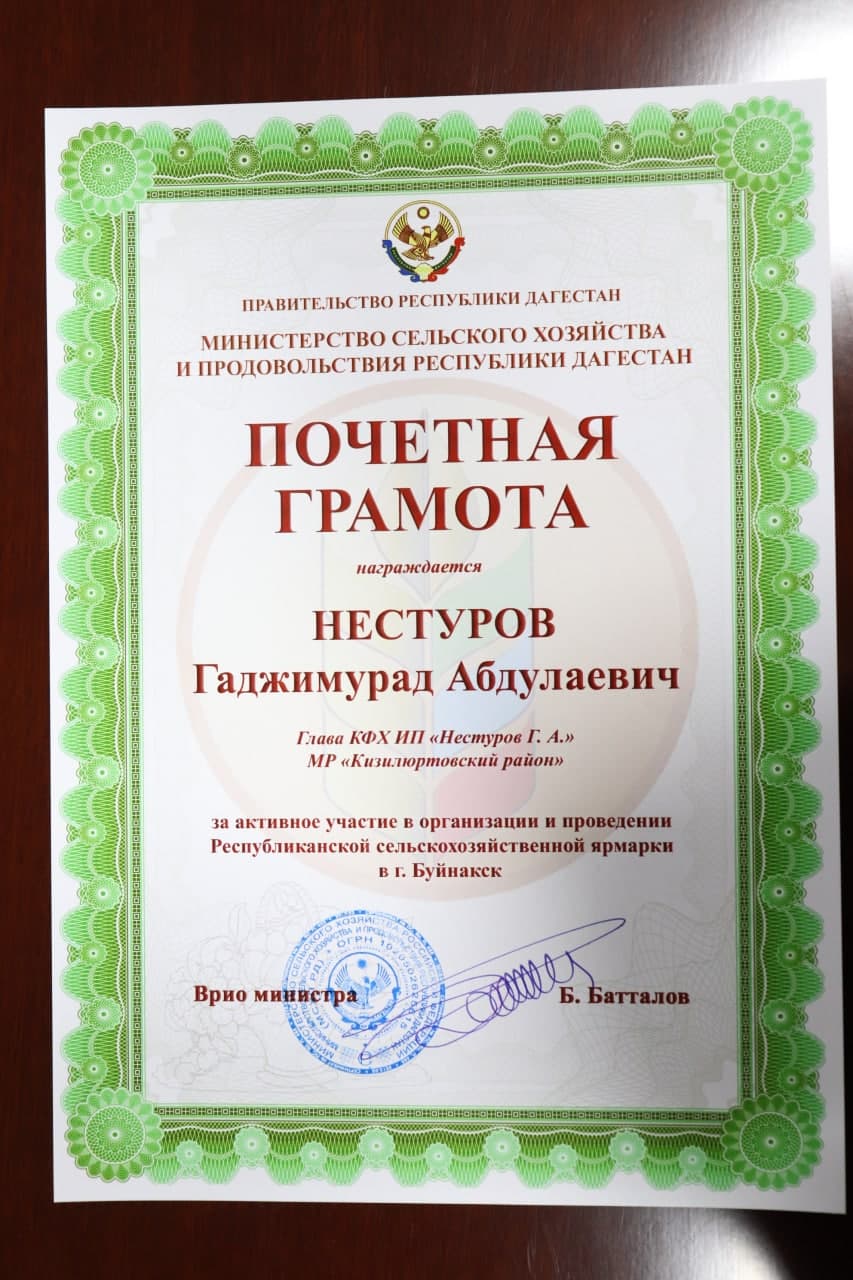 ПРАВИТЕЛЬСТВО РЕСПУБЛИКИ ДАГЕСТАН
МИНИСТЕРСТВО СЕЛЬСКОГО ХОЗЯЙСТВА
И ПРОДОВОЛЬСТВИЯ РЕСПУБЛИКИ ДАГЕСТАН
ПОЧЕТНАЯ
ГРАМОТА
награждается
НЕСТУРОВ
Гаджимурад Абдулаевич
Глава КФХ ИП «Нестуров Г. А.»
МР «Кизилюртовский район»
за активное участие в организации и проведении
Республиканской сельскохозяйственной ярмарки
в г. Буйнакск
Врио министра
Б. Батталов